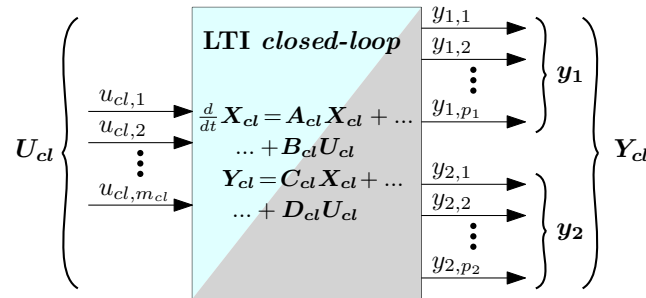 LTI closed-loop
U_{cl}
u_{cl,1}
u_{cl,2}
u_{cl,m_{cl}}
\frac{d}{dt} X_{cl} = A_{cl} X_{cl} + ...
... + B_{cl} U_{cl}
Y_{cl} = C_{cl} X_{cl} + ...
... + D_{cl} U_{cl}
y_{1,1}
y_{1,2}
y_{1,p_1}
y_1
y_{2,1}
y_{2,2}
y_{2,p_2}
y_2
Y_{cl}